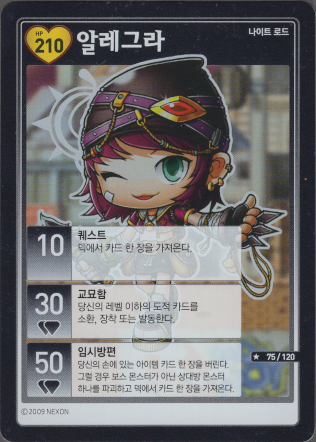 HP
210
알레그라
나이트 로드
10
퀘스트
덱에서 카드 한 장을 가져온다.
30
교묘함
당신의 레벨 이하의 도적 카드를
소환, 장착 또는 발동한다.
50
임시방편
당신의 손에 있는 아이템 카드 한 장을 버린다.
그럴 경우 보스 몬스터가 아닌 상대방 몬스터
하나를 파괴하고 덱에서 카드 한 장을 가져온다.
★ 75/120
©2009 NEXON